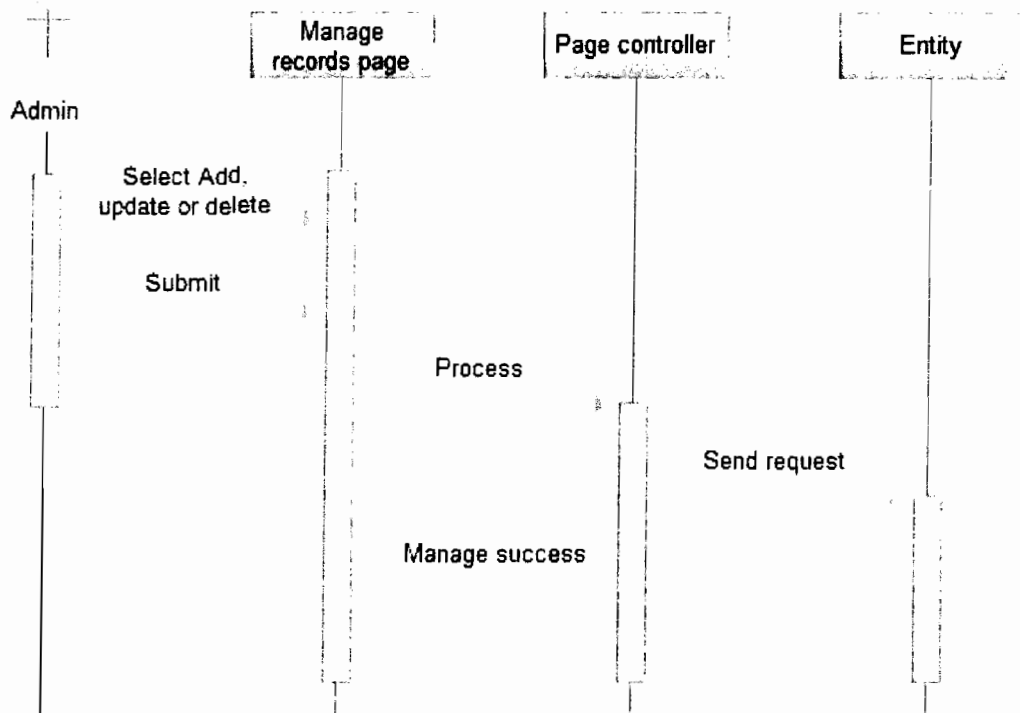 Manage
records page
Page controller
Entity
Admin
Select Add,
update or delete
Submit
Process
Send request
Manage success